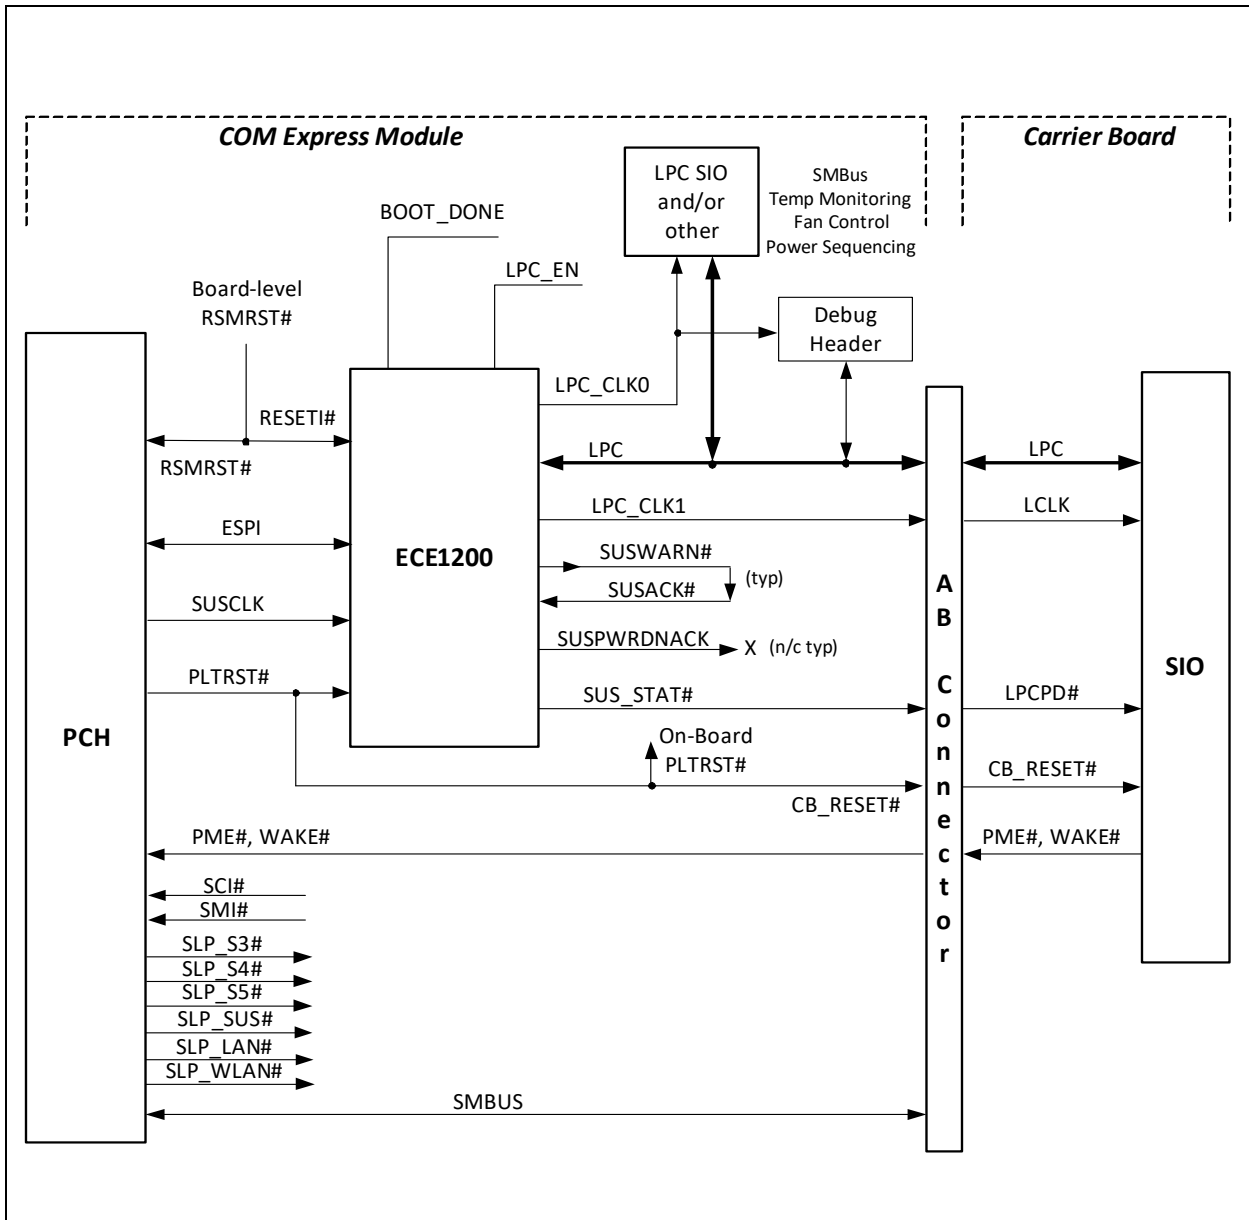 COM Express Module
Carrier Board
LPC SIO
and/or
other
SMBus
Temp Monitoring
Fan Control
Power Sequencing
BOOT_DONE
LPC_EN
Board-level
RSMRST#
Debug
Header
LPC_CLK0
RESETI#
RSMRST#
LPC
LPC
ESPI
LPC_CLK1
LCLK
ECE1200
SUSWARN#
(typ)
SUSACK#
SUSCLK
SUSPWRDNACK
X (n/c typ)
AB Connector
SIO
PLTRST#
SUS_STAT#
LPCPD#
PCH
On-Board
PLTRST#
CB_RESET#
CB_RESET#
PME#, WAKE#
PME#, WAKE#
SCI#
SMI#
SLP_S3#
SLP_S4#
SLP_S5#
SLP_SUS#
SLP_LAN#
SLP_WLAN#
SMBUS